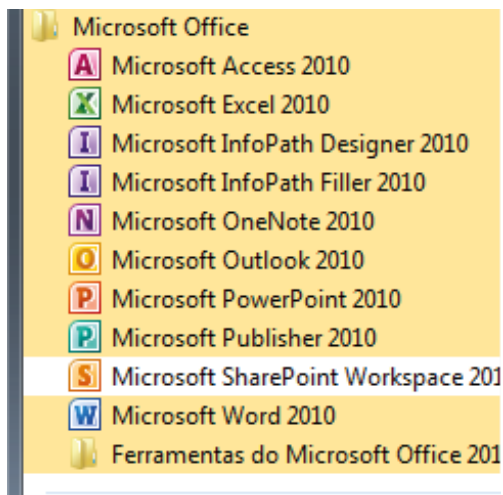 Microsoft Office
Microsoft Access 2010
Microsoft Excel 2010
Microsoft InfoPath Designer 2010
Microsoft InfoPath Filler 2010
Microsoft OneNote 2010
Microsoft Outlook 2010
Microsoft PowerPoint 2010
Microsoft Publisher 2010
Microsoft SharePoint Workspace 201
Microsoft Word 2010
Ferramentas do Microsoft Office 201